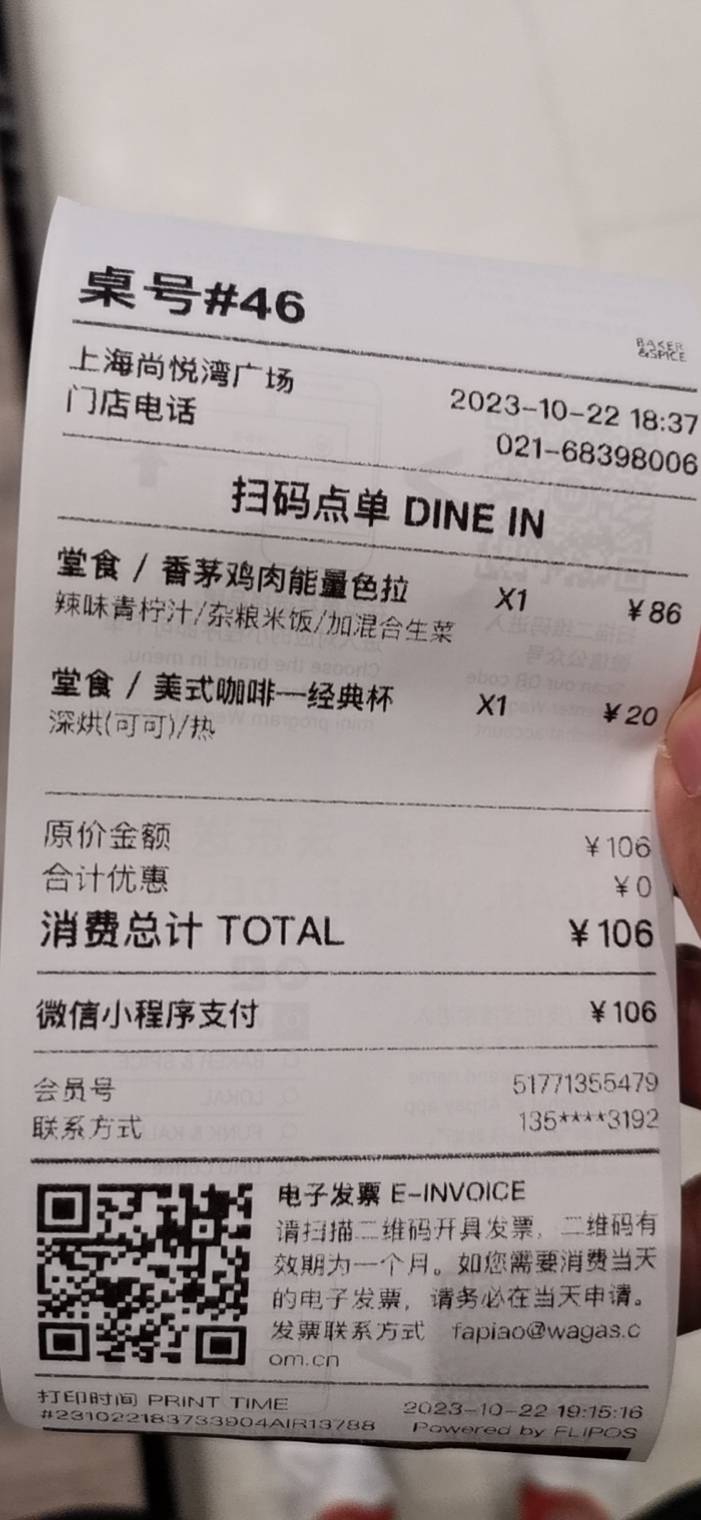 桌号#46
BAKER
&SPICE
上海尚悦湾广场 2023-10-22 18:37
门店电话 021-68398006
扫码点单 DINE IN
堂食 / 香茅鸡肉能量色拉 X1 ¥86
辣味青柠汁/杂粮米饭/加混合生菜
堂食 / 美式咖啡—经典杯 X1 ¥20
深烘(可可)/热
原价金额 ¥106
合计优惠 ¥0
消费总计 TOTAL ¥106
微信小程序支付 ¥106
会员号 51771355479
联系方式 135****3192
电子发票 E-INVOICE
请扫描二维码开具发票，二维码有
效期为一个月。如您需要消费当天
的电子发票，请务必在当天申请。
发票联系方式 fapiao@wagas.c
om.cn
打印时间 PRINT TIME 2023-10-22 19:15:16
#231022183733904AIR13788 Powered by FLIPOS